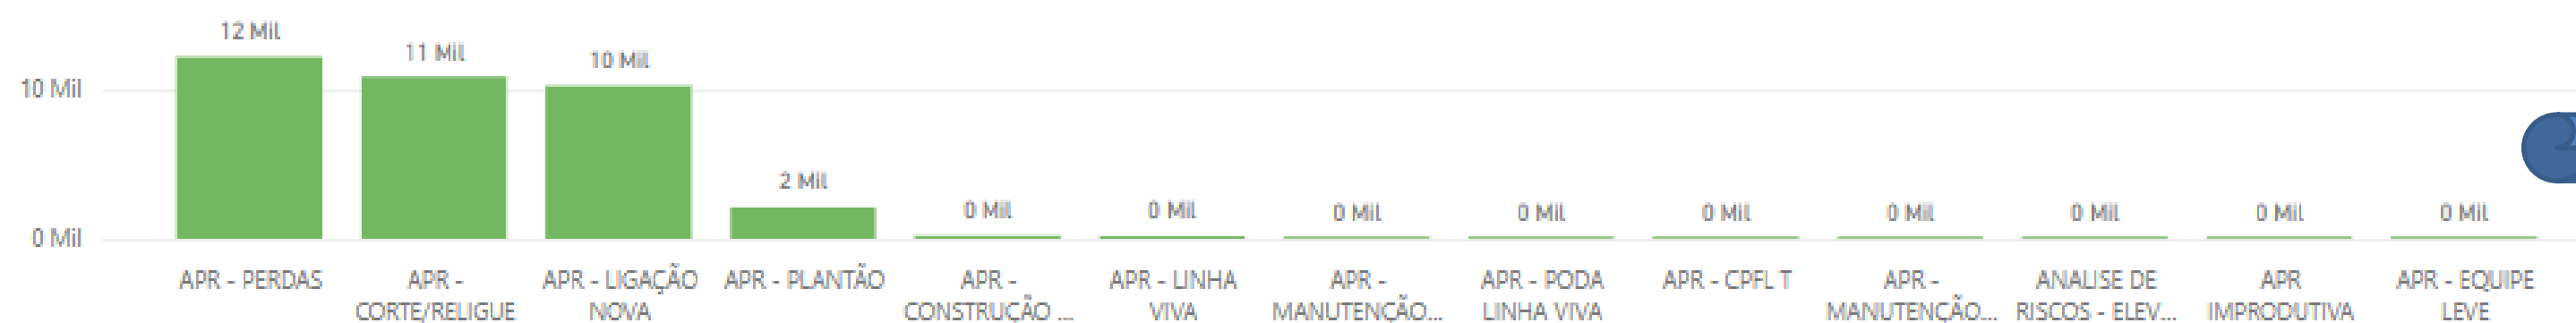 12 Mil
11 Mil
10 Mil
10 Mil
2 Mil
0 Mil
0 Mil
0 Mil
0 Mil
0 Mil
0 Mil
0 Mil
0 Mil
0 Mil
0 Mil
APR - PERDAS
APR -
CORTE/RELIGUE
APR - LIGAÇÃO
NOVA
APR - PLANTÃO
APR -
CONSTRUÇÃO ...
APR - LINHA
VIVA
APR -
MANUTENÇÃO...
APR - PODA
LINHA VIVA
APR - CPFL T
APR -
MANUTENÇÃO...
ANALISE DE
RISCOS - ELEV...
APR
IMPRODUTIVA
APR - EQUIPE
LEVE